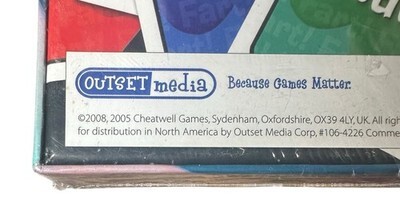 OUTSET media Because Games Matter.
©2008, 2005 Cheatwell Games, Sydenham, Oxfordshire, OX39 4LY, UK. All righ
for distribution in North America by Outset Media Corp, #106-4226 Comme